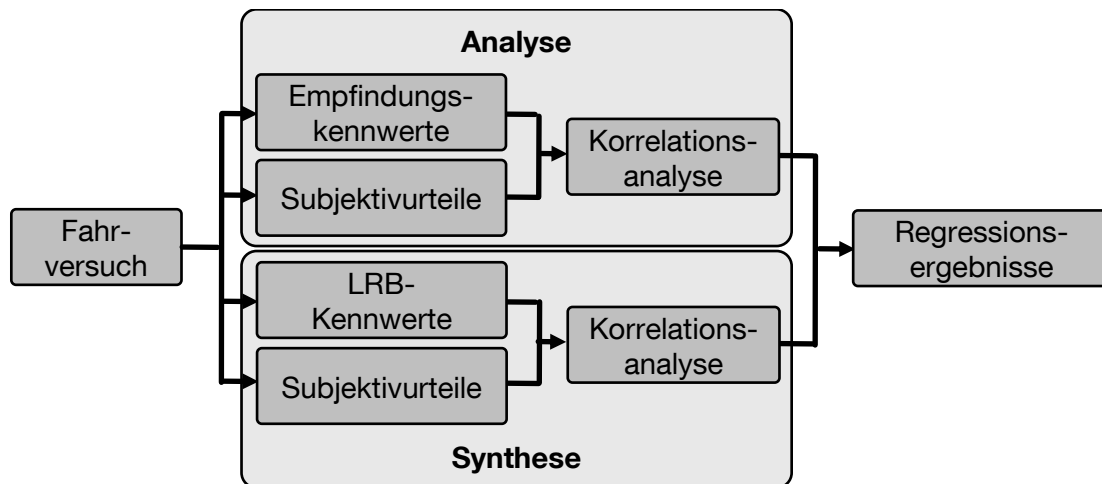 Analyse
Empfindungs-
kennwerte
Subjektivurteile
Korrelations-
analyse
Fahr-
versuch
LRB-
Kennwerte
Subjektivurteile
Korrelations-
analyse
Synthese
Regressions-
ergebnisse